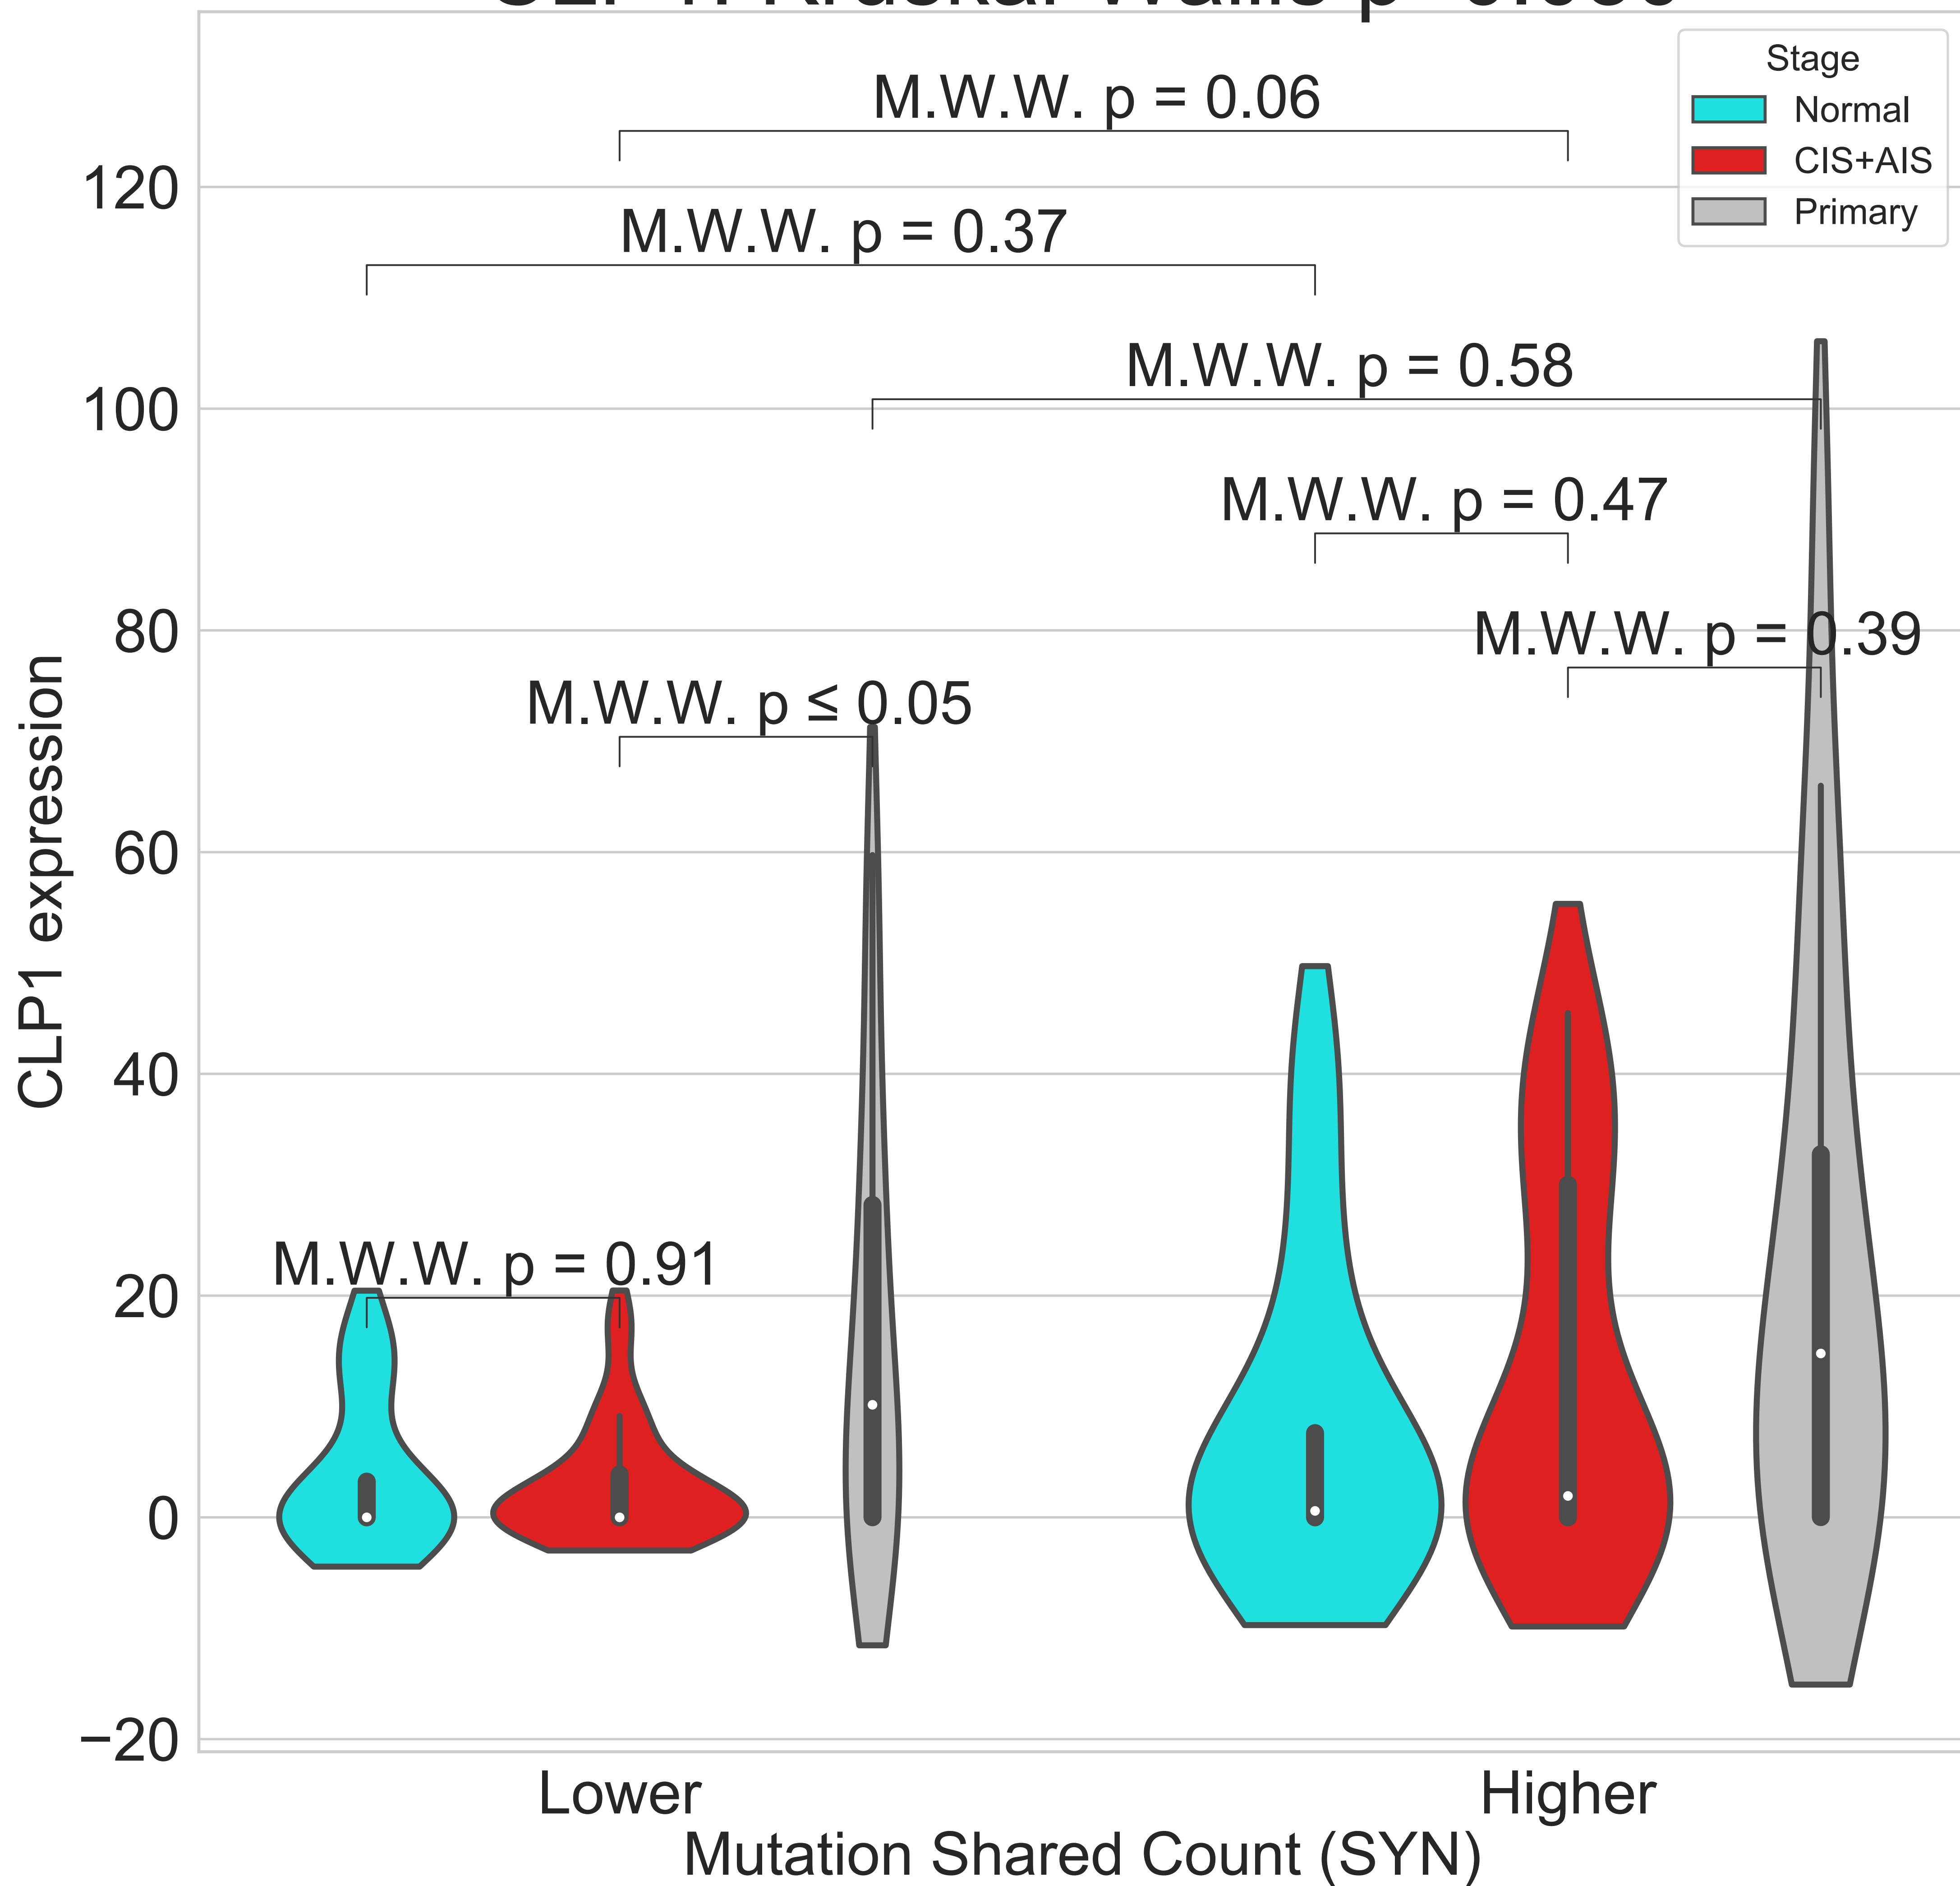 Stage
Normal
CIS+AIS
Primary
M.W.W. p = 0.06
M.W.W. p = 0.37
M.W.W. p = 0.58
M.W.W. p = 0.47
M.W.W. p = 0.39
M.W.W. p ≤ 0.05
M.W.W. p = 0.91
120
100
80
60
40
20
0
−20
CLP1 expression
Lower
Higher
Mutation Shared Count (SYN)